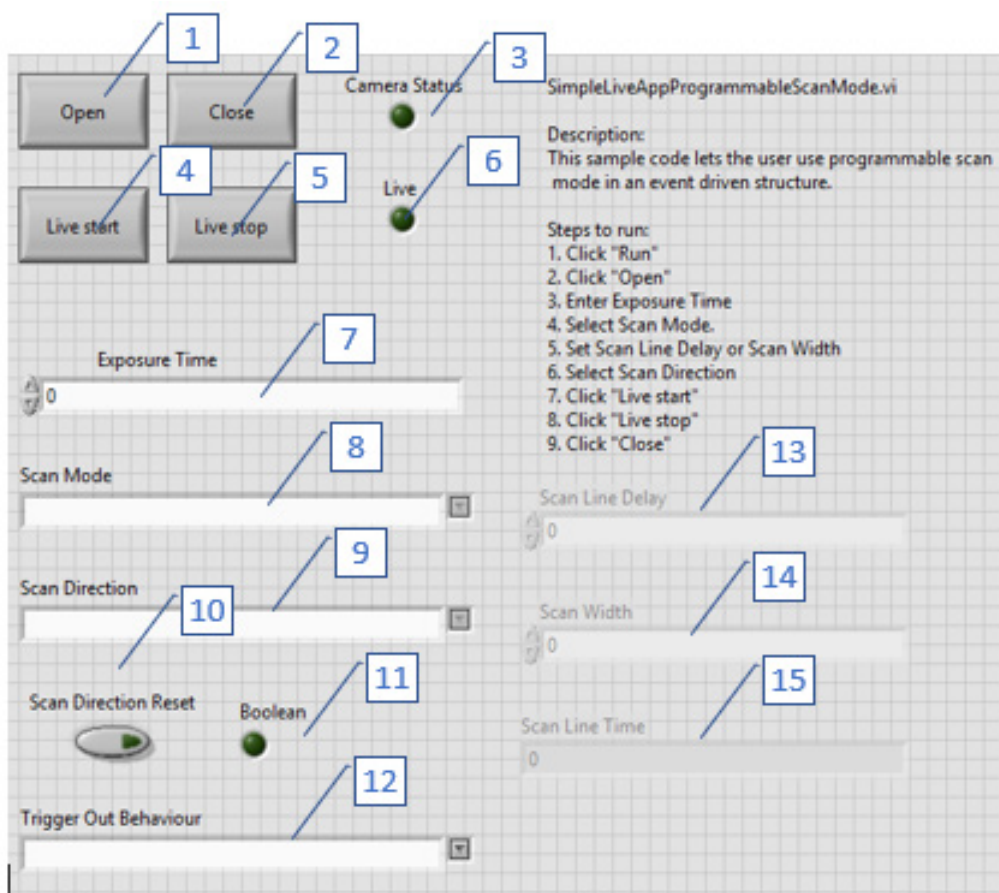 1
2
3
Open
Close
Camera Status
SimpleLiveAppProgrammableScanMode.vi
Description:
This sample code lets the user use programmable scan
mode in an event driven structure.
4
5
6
Live start
Live stop
Live
Steps to run:
1. Click "Run"
2. Click "Open"
3. Enter Exposure Time
4. Select Scan Mode.
5. Set Scan Line Delay or Scan Width
6. Select Scan Direction
7. Click "Live start"
8. Click "Live stop"
9. Click "Close"
7
Exposure Time
0
8
Scan Mode
13
Scan Line Delay
0
9
Scan Direction
14
Scan Width
0
10
Scan Direction Reset
11
Boolean
15
Scan Line Time
0
12
Trigger Out Behaviour